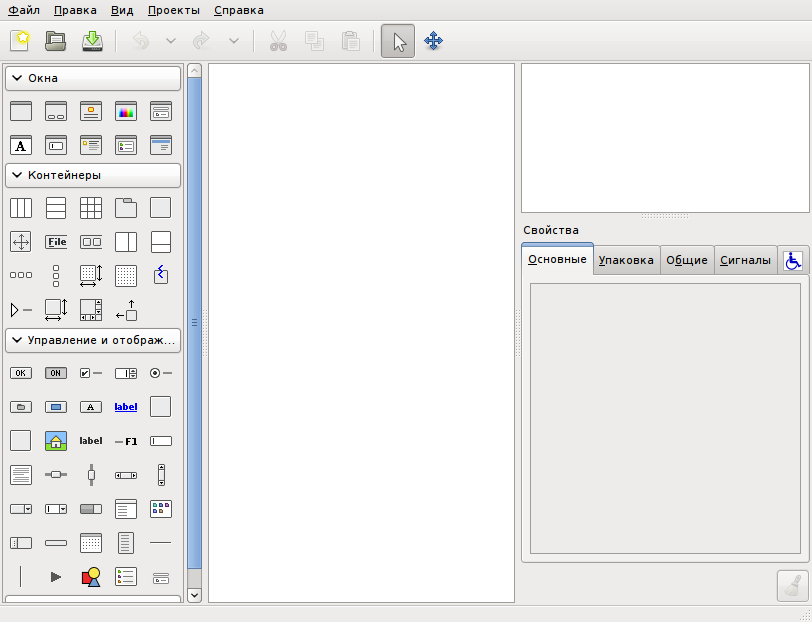 Файл Правка Вид Проекты Справка
Окна
A
Контейнеры
File
Свойства
Основные Упаковка Общие Сигналы
Управление и отображ...
OK ON
A label
label F1